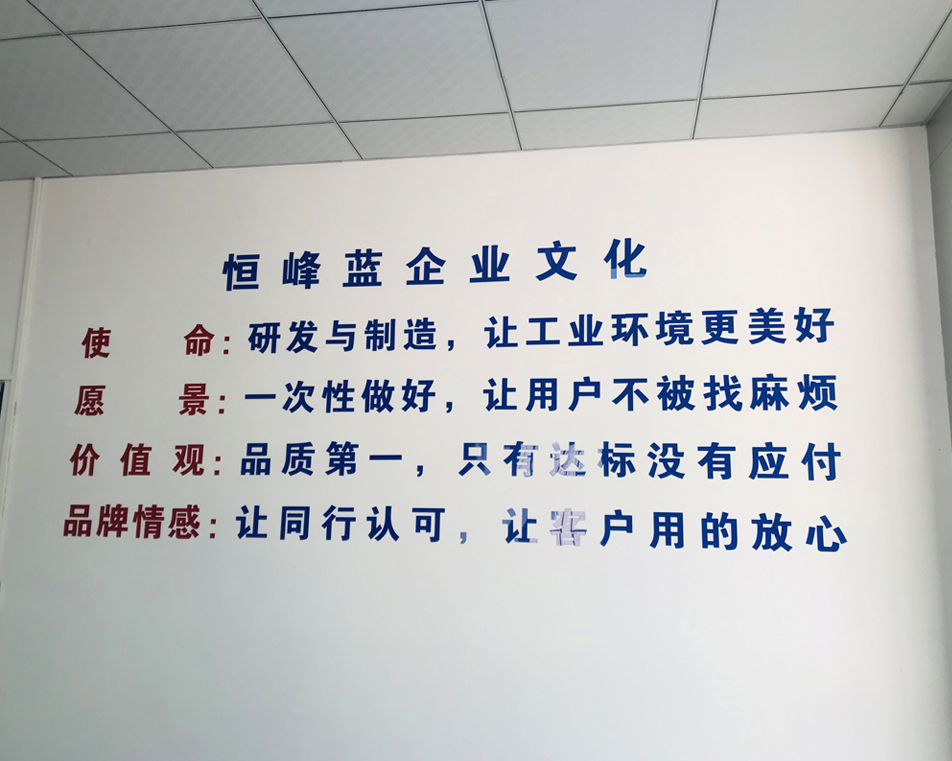 恒峰蓝企业文化
使命：研发与制造，让工业环境更美好
愿景：一次性做好，让用户不被找麻烦
价值观：品质第一，只有达标没有应付
品牌情感：让同行认可，让客户用的放心